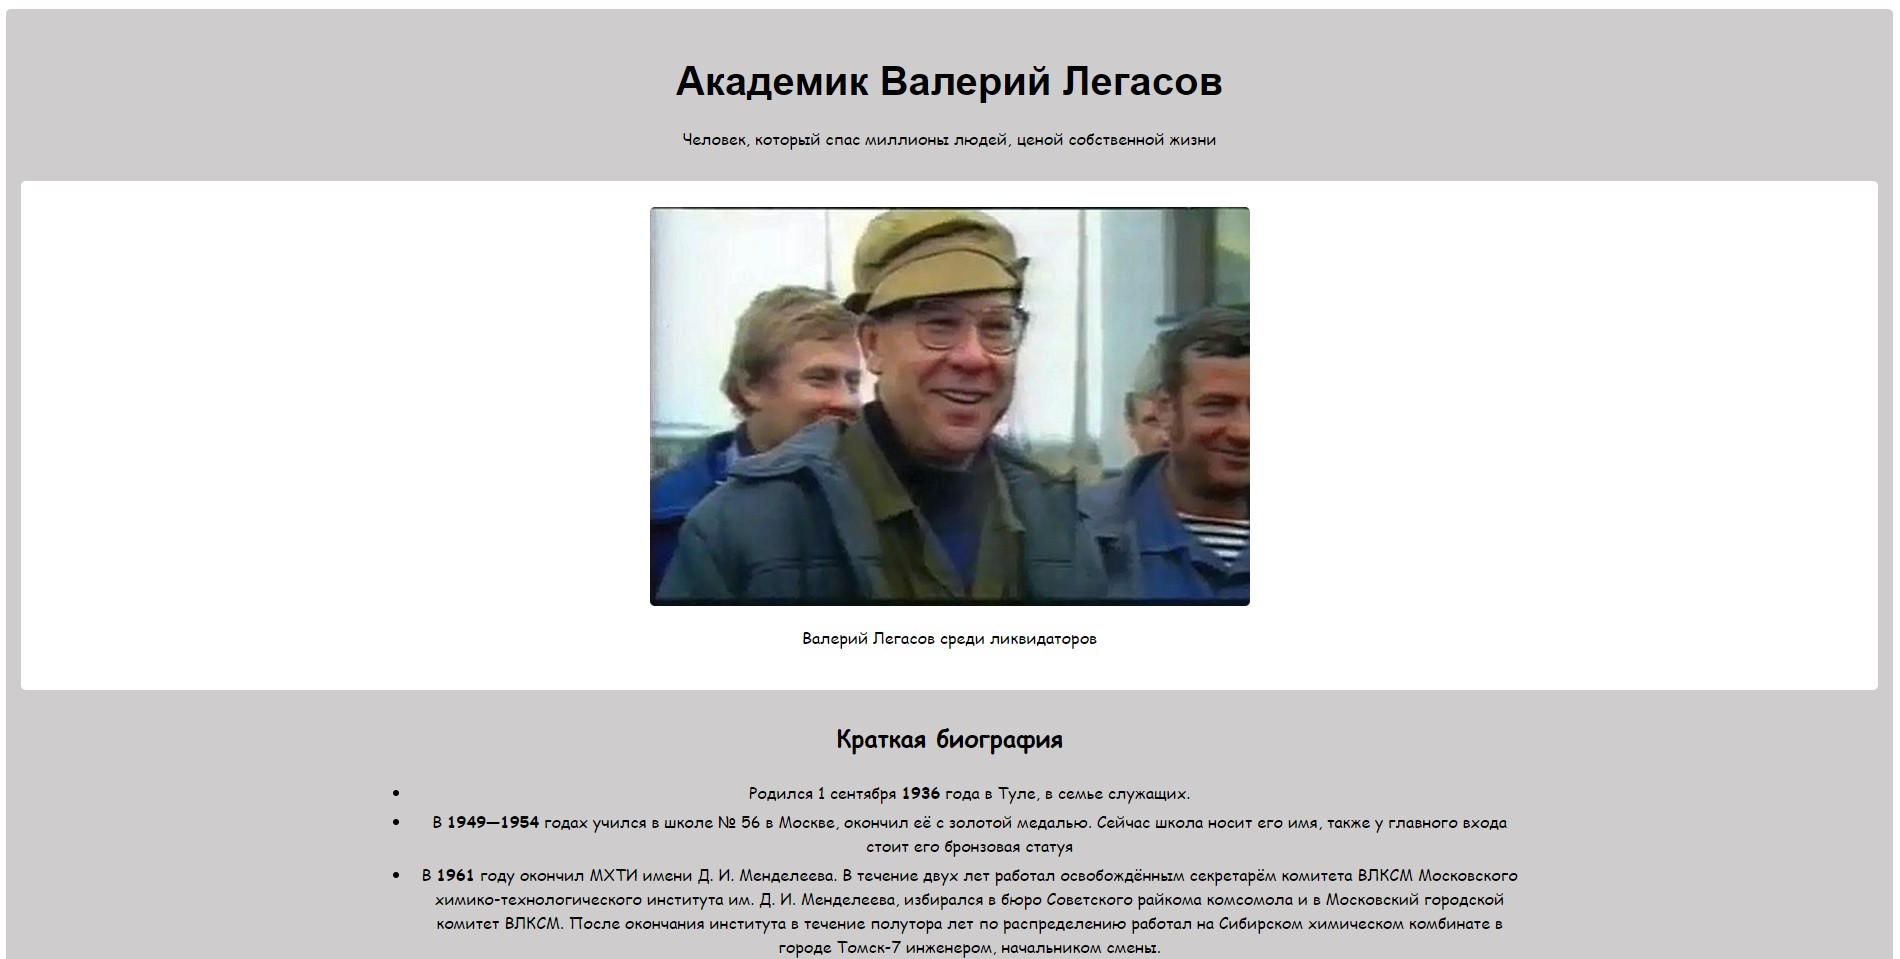 Академик Валерий Легасов
Человек, который спас миллионы людей, ценой собственной жизни
Валерий Легасов среди ликвидаторов
Краткая биография
Родился 1 сентября 1936 года в Туле, в семье служащих.
В 1949—1954 годах учился в школе № 56 в Москве, окончил её с золотой медалью. Сейчас школа носит его имя, также у главного входа
стоит его бронзовая статуя
В 1961 году окончил МХТИ имени Д. И. Менделеева. В течение двух лет работал освобождённым секретарём комитета ВЛКСМ Московского
химико-технологического института им. Д. И. Менделеева, избирался в бюро Советского райкома комсомола и в Московский городской
комитет ВЛКСМ. После окончания института в течение полутора лет по распределению работал на Сибирском химическом комбинате в
городе Томск-7 инженером, начальником смены.